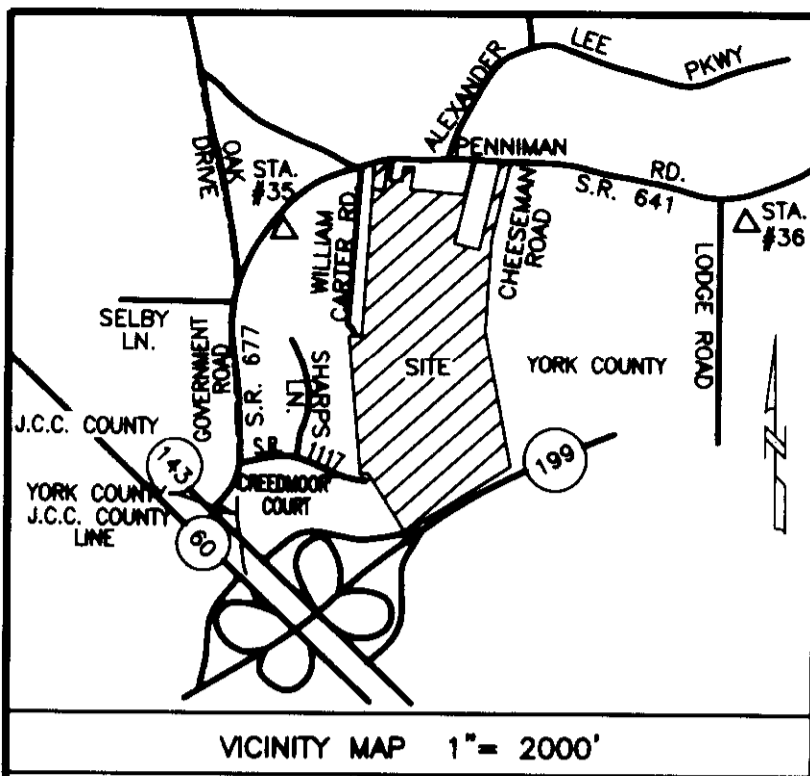 LEE
PKWY
ALEXANDER
PENNIMAN
RD.
S.R. 641
OAK
DRIVE
STA.
#35
STA.
#36
WILLIAM
CARTER RD.
CHEESEMAN
ROAD
LODGE ROAD
SELBY
LN.
GOVERNMENT
ROAD
S.R. 677
SHARPS
LN.
SITE
YORK COUNTY
J.C.C. COUNTY
S.R. 1117
143
199
CREEDMOOR
COURT
YORK COUNTY
J.C.C. COUNTY
LINE
60
N
VICINITY MAP 1"= 2000'